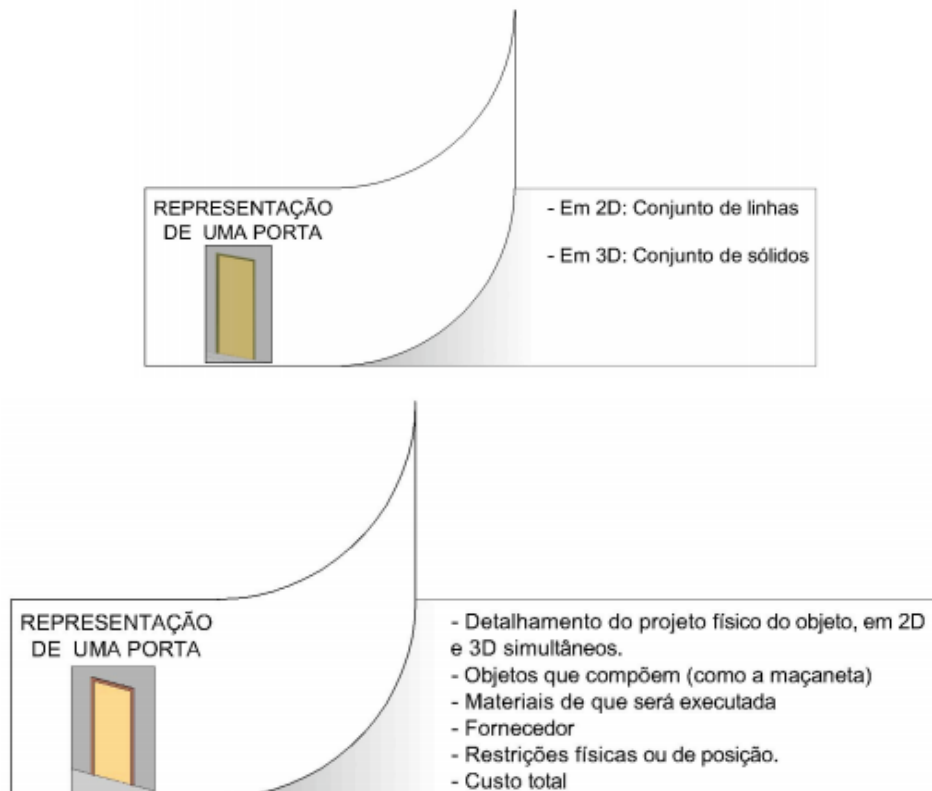 REPRESENTAÇÃO
DE UMA PORTA
- Em 2D: Conjunto de linhas
- Em 3D: Conjunto de sólidos
REPRESENTAÇÃO
DE UMA PORTA
- Detalhamento do projeto físico do objeto, em 2D
e 3D simultâneos.
- Objetos que compõem (como a maçaneta)
- Materiais de que será executada
- Fornecedor
- Restrições físicas ou de posição.
- Custo total